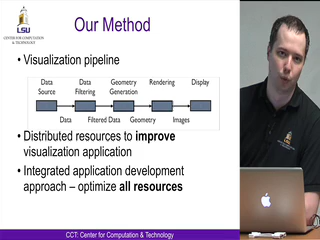 LSU
CENTER FOR COMPUTATION
& TECHNOLOGY
Our Method
• Visualization pipeline
Data Source
Data Filtering
Geometry Generation
Rendering
Display
Data
Filtered Data
Geometry
Images
• Distributed resources to improve
visualization application
• Integrated application development
approach – optimize all resources
CCT: Center for Computation & Technology